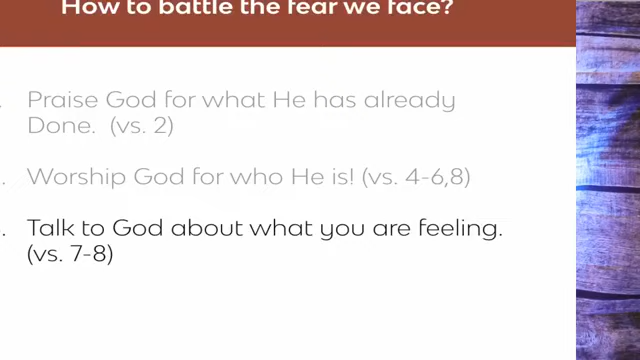 How to battle the fear we face?
. Praise God for what He has already
Done. (vs. 2)
. Worship God for who He is! (vs. 4-6,8)
. Talk to God about what you are feeling.
(vs. 7-8)